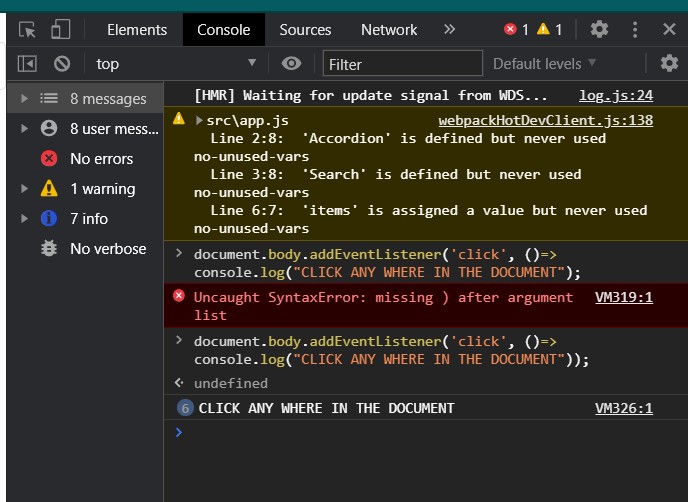 Elements Console Sources Network » 1 1
top Filter Default levels
8 messages
8 user mess...
No errors
1 warning
7 info
No verbose
[HMR] Waiting for update signal from WDS... log.js:24
src\app.js webpackHotDevClient.js:138
Line 2:8: 'Accordion' is defined but never used
no-unused-vars
Line 3:8: 'Search' is defined but never used
no-unused-vars
Line 6:7: 'items' is assigned a value but never used
no-unused-vars
> document.body.addEventListener('click', ()=>
console.log("CLICK ANY WHERE IN THE DOCUMENT");
Uncaught SyntaxError: missing ) after argument VM319:1
list
> document.body.addEventListener('click', ()=>
console.log("CLICK ANY WHERE IN THE DOCUMENT"));
undefined
6 CLICK ANY WHERE IN THE DOCUMENT VM326:1
>